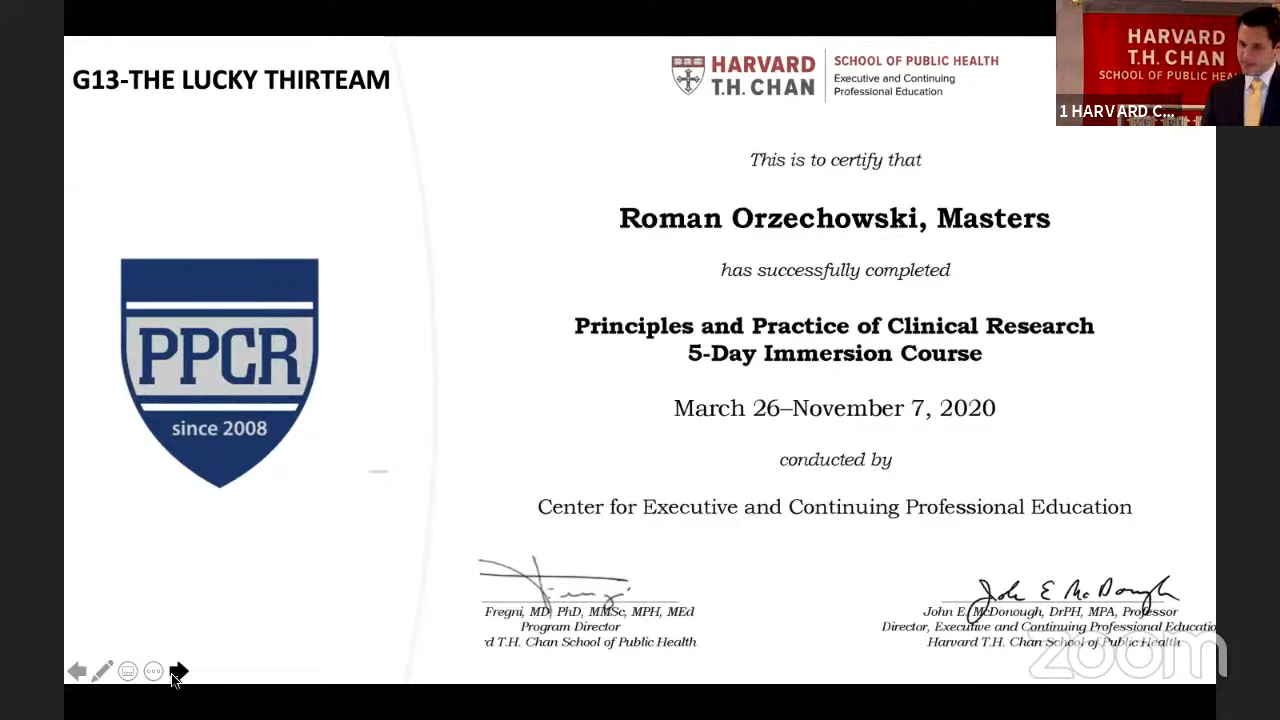 G13-THE LUCKY THIRTEAM
HARVARD
T.H. CHAN
SCHOOL OF PUBLIC HEALTH
Executive and Continuing
Professional Education
HARVARD
T.H. CHAN
SCHOOL OF PUBLIC HEA
1 HARVARD C...
This is to certify that
Roman Orzechowski, Masters
has successfully completed
Principles and Practice of Clinical Research
5-Day Immersion Course
March 26–November 7, 2020
conducted by
Center for Executive and Continuing Professional Education
PPCR
since 2008
Fregni, MD, PhD, MMSc, MPH, MEd
Program Director
d T.H. Chan School of Public Health
John E McDonough
John E. McDonough, DrPH, MPA, Professor
Director, Executive and Continuing Professional Educatio
Harvard T.H. Chan School of Public Health
zoom